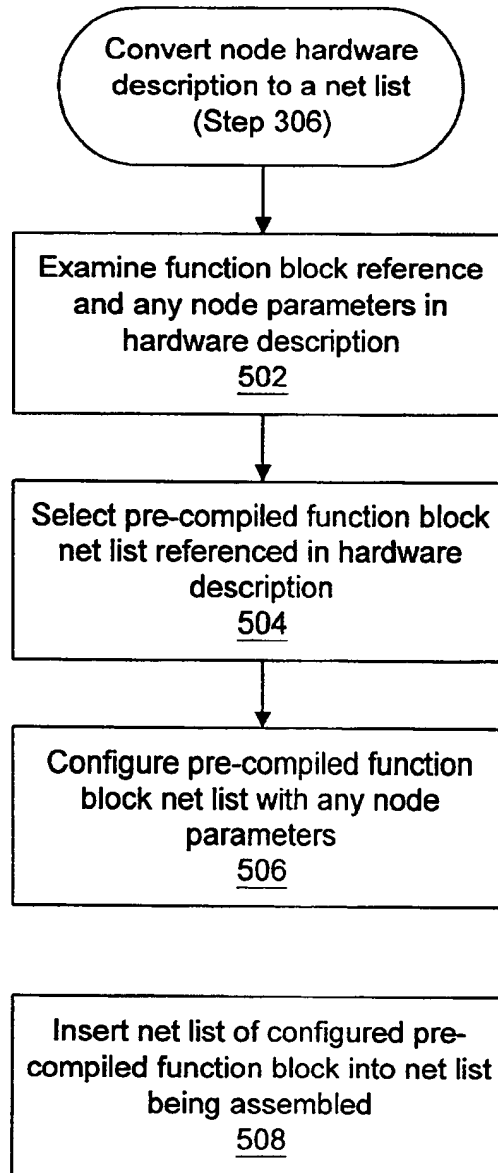 Convert node hardware
description to a net list
(Step 306)
Examine function block reference
and any node parameters in
hardware description
502
Select pre-compiled function block
net list referenced in hardware
description
504
Configure pre-compiled function
block net list with any node
parameters
506
Insert net list of configured pre-
compiled function block into net list
being assembled
508